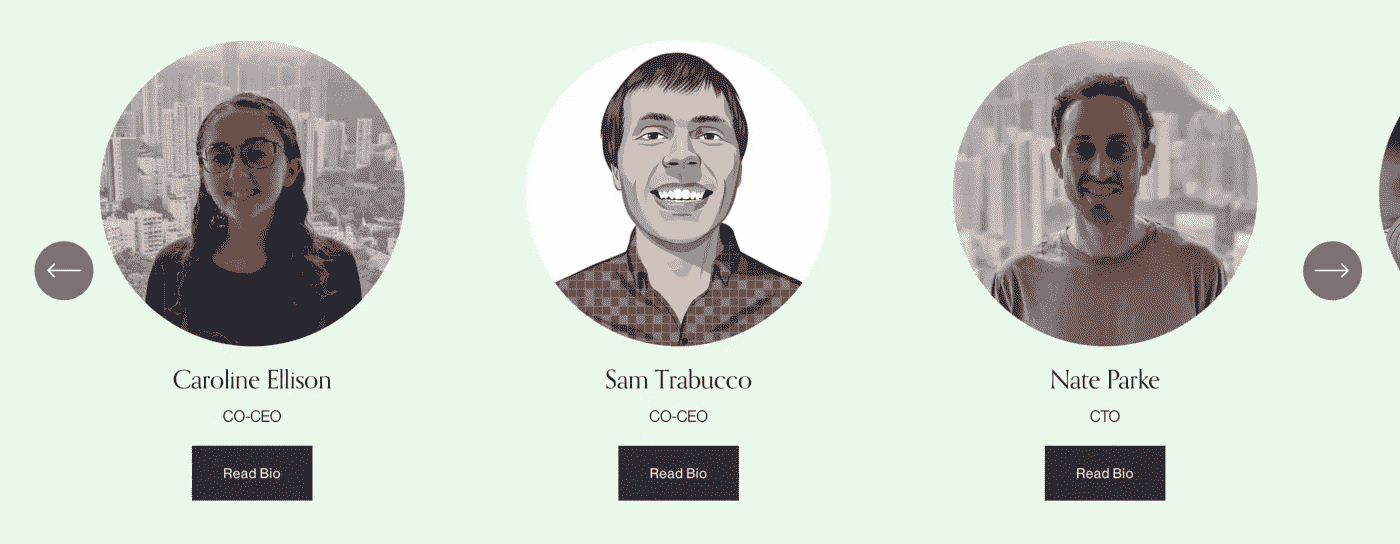 Caroline Ellison
CO-CEO
Read Bio
Sam Trabucco
CO-CEO
Read Bio
Nate Parke
CTO
Read Bio